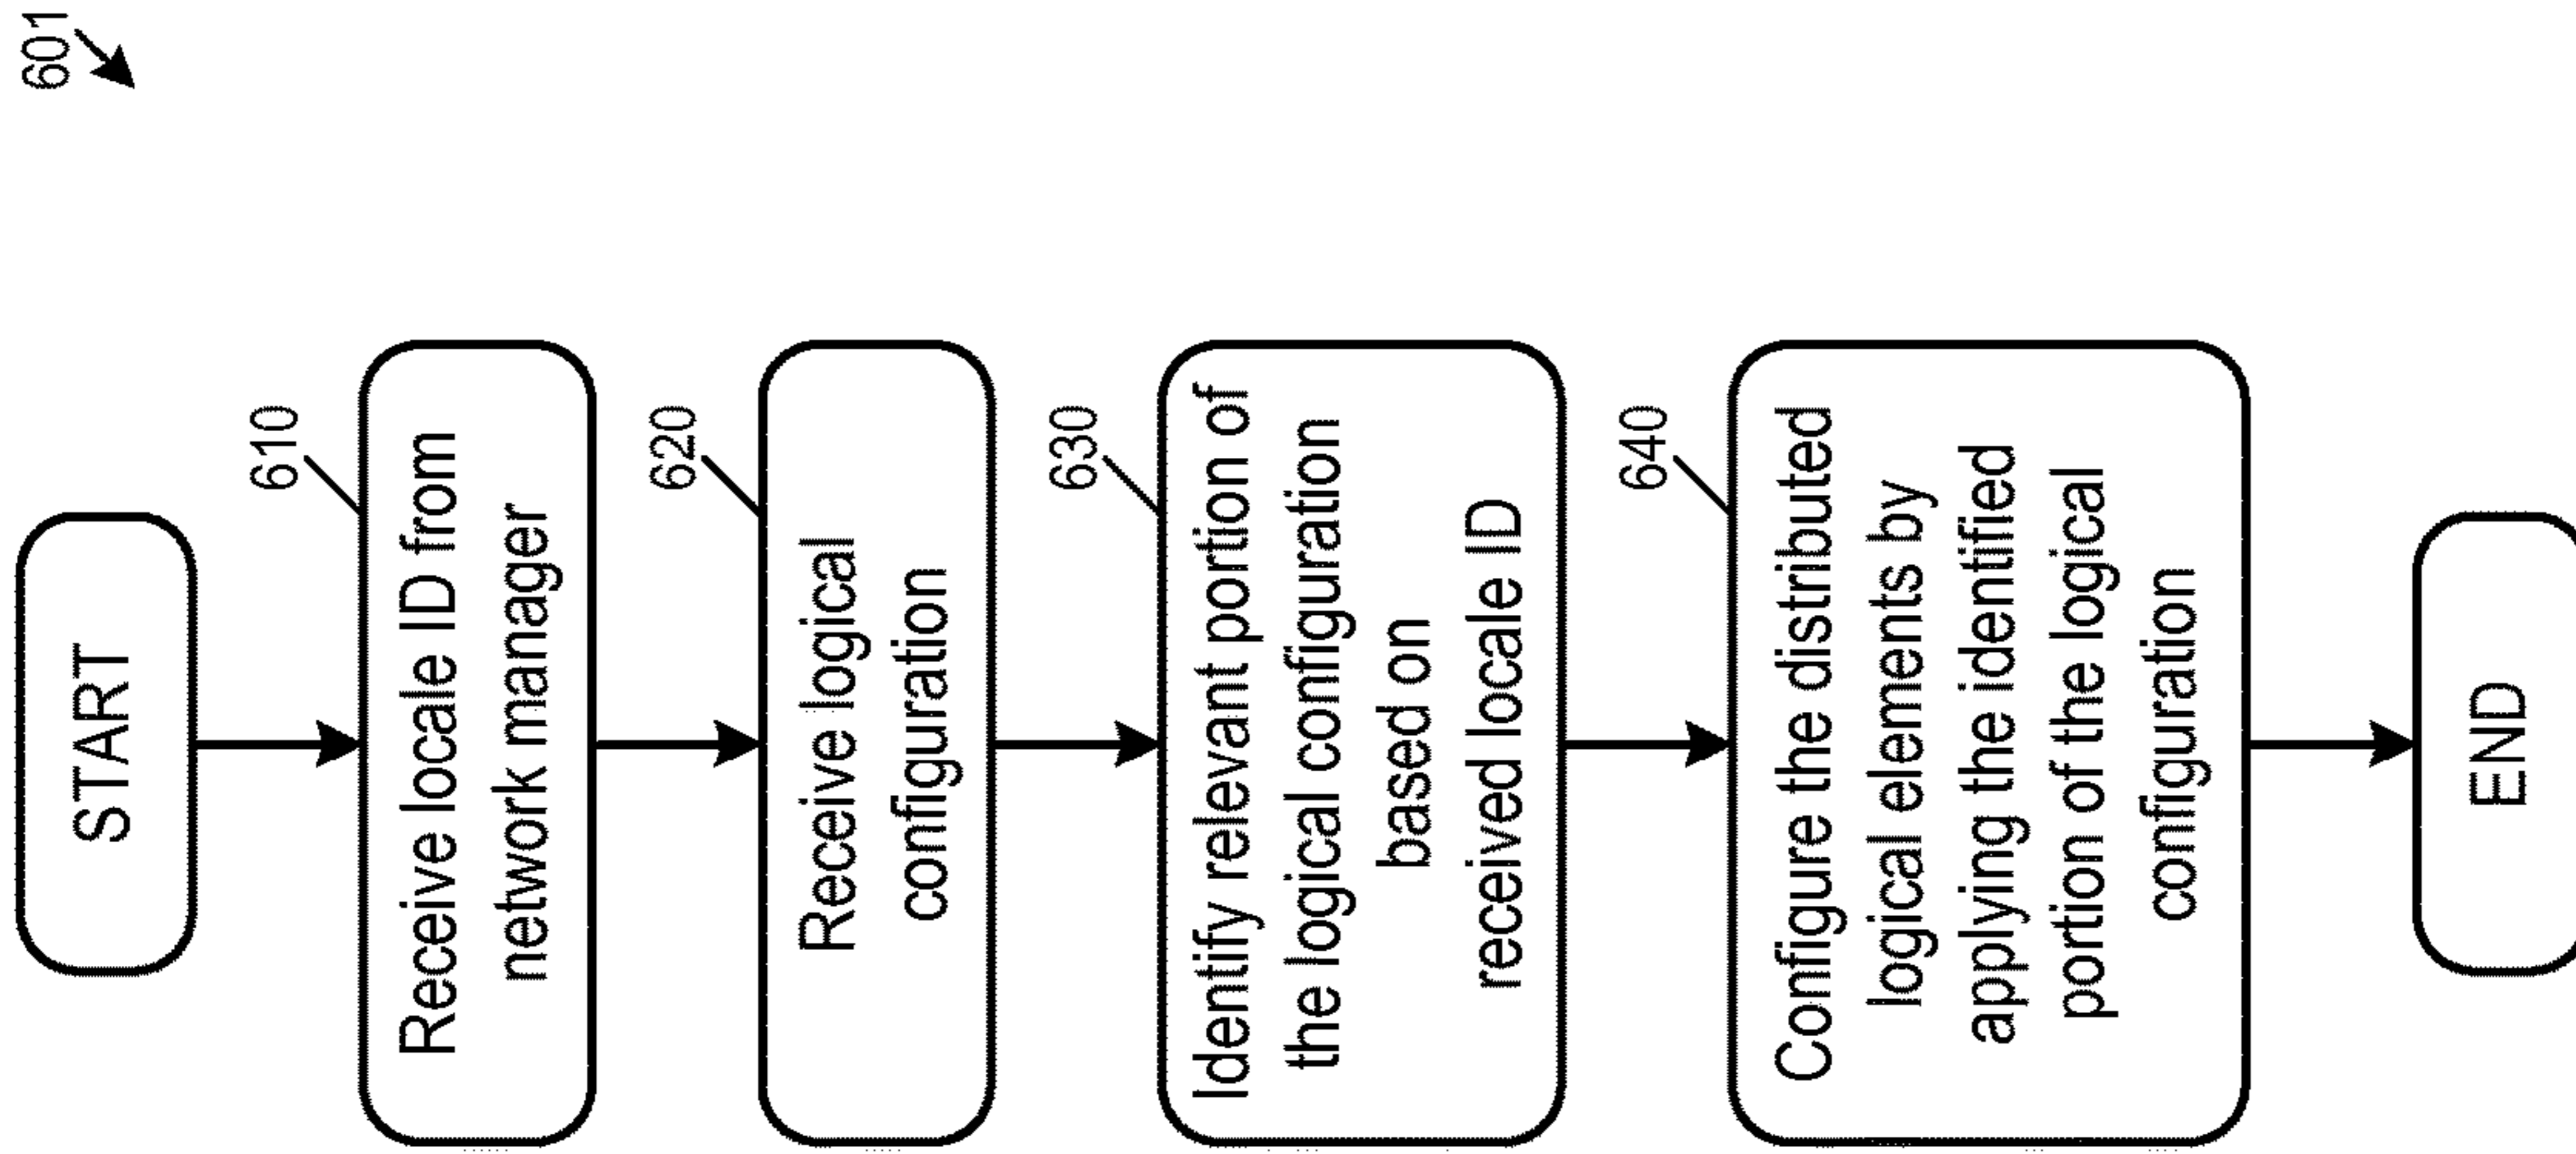 601
START
610
Receive locale ID from
network manager
620
Receive logical
configuration
630
Identify relevant portion of
the logical configuration
based on
received locale ID
640
Configure the distributed
logical elements by
applying the identified
portion of the logical
configuration
END